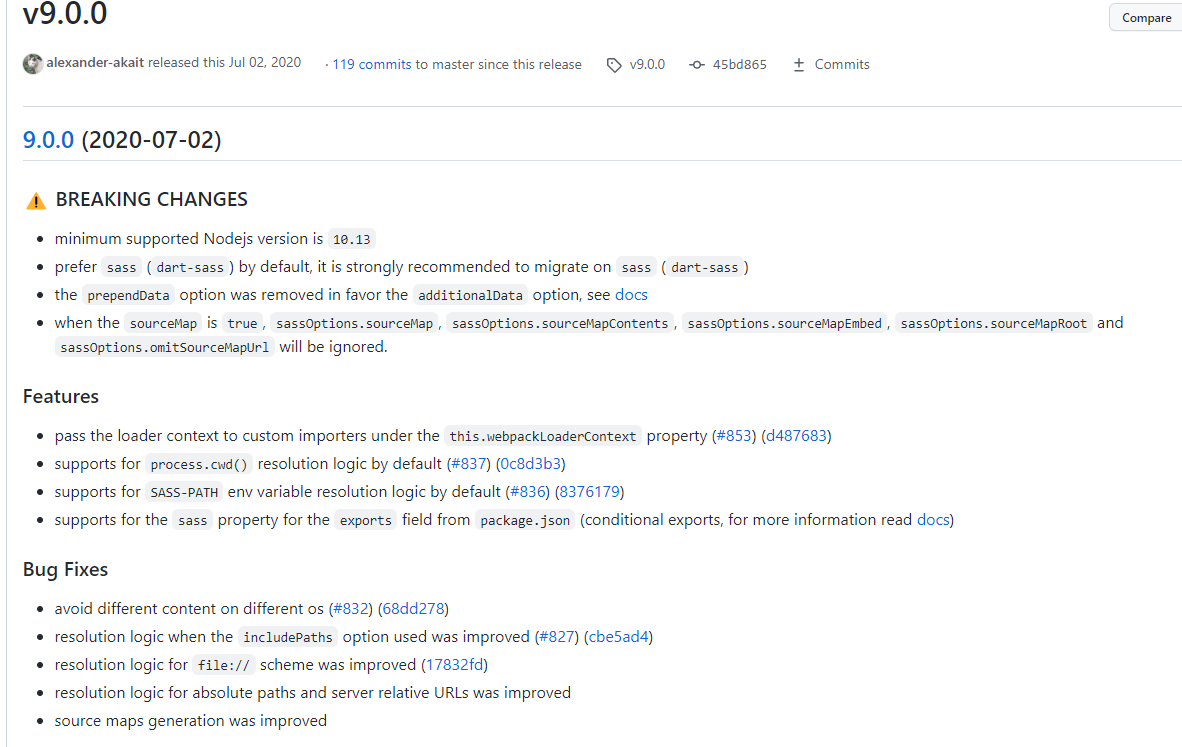 v9.0.0
Compare
alexander-akait released this Jul 02, 2020 · 119 commits to master since this release v9.0.0 45bd865 Commits
9.0.0 (2020-07-02)
⚠ BREAKING CHANGES
• minimum supported Nodejs version is 10.13
• prefer sass ( dart-sass ) by default, it is strongly recommended to migrate on sass ( dart-sass )
• the prependData option was removed in favor the additionalData option, see docs
• when the sourceMap is true , sassOptions.sourceMap , sassOptions.sourceMapContents , sassOptions.sourceMapEmbed , sassOptions.sourceMapRoot and
sassOptions.omitSourceMapUrl will be ignored.
Features
• pass the loader context to custom importers under the this.webpackLoaderContext property (#853) (d487683)
• supports for process.cwd() resolution logic by default (#837) (0c8d3b3)
• supports for SASS-PATH env variable resolution logic by default (#836) (8376179)
• supports for the sass property for the exports field from package.json (conditional exports, for more information read docs)
Bug Fixes
• avoid different content on different os (#832) (68dd278)
• resolution logic when the includePaths option used was improved (#827) (cbe5ad4)
• resolution logic for file:// scheme was improved (17832fd)
• resolution logic for absolute paths and server relative URLs was improved
• source maps generation was improved